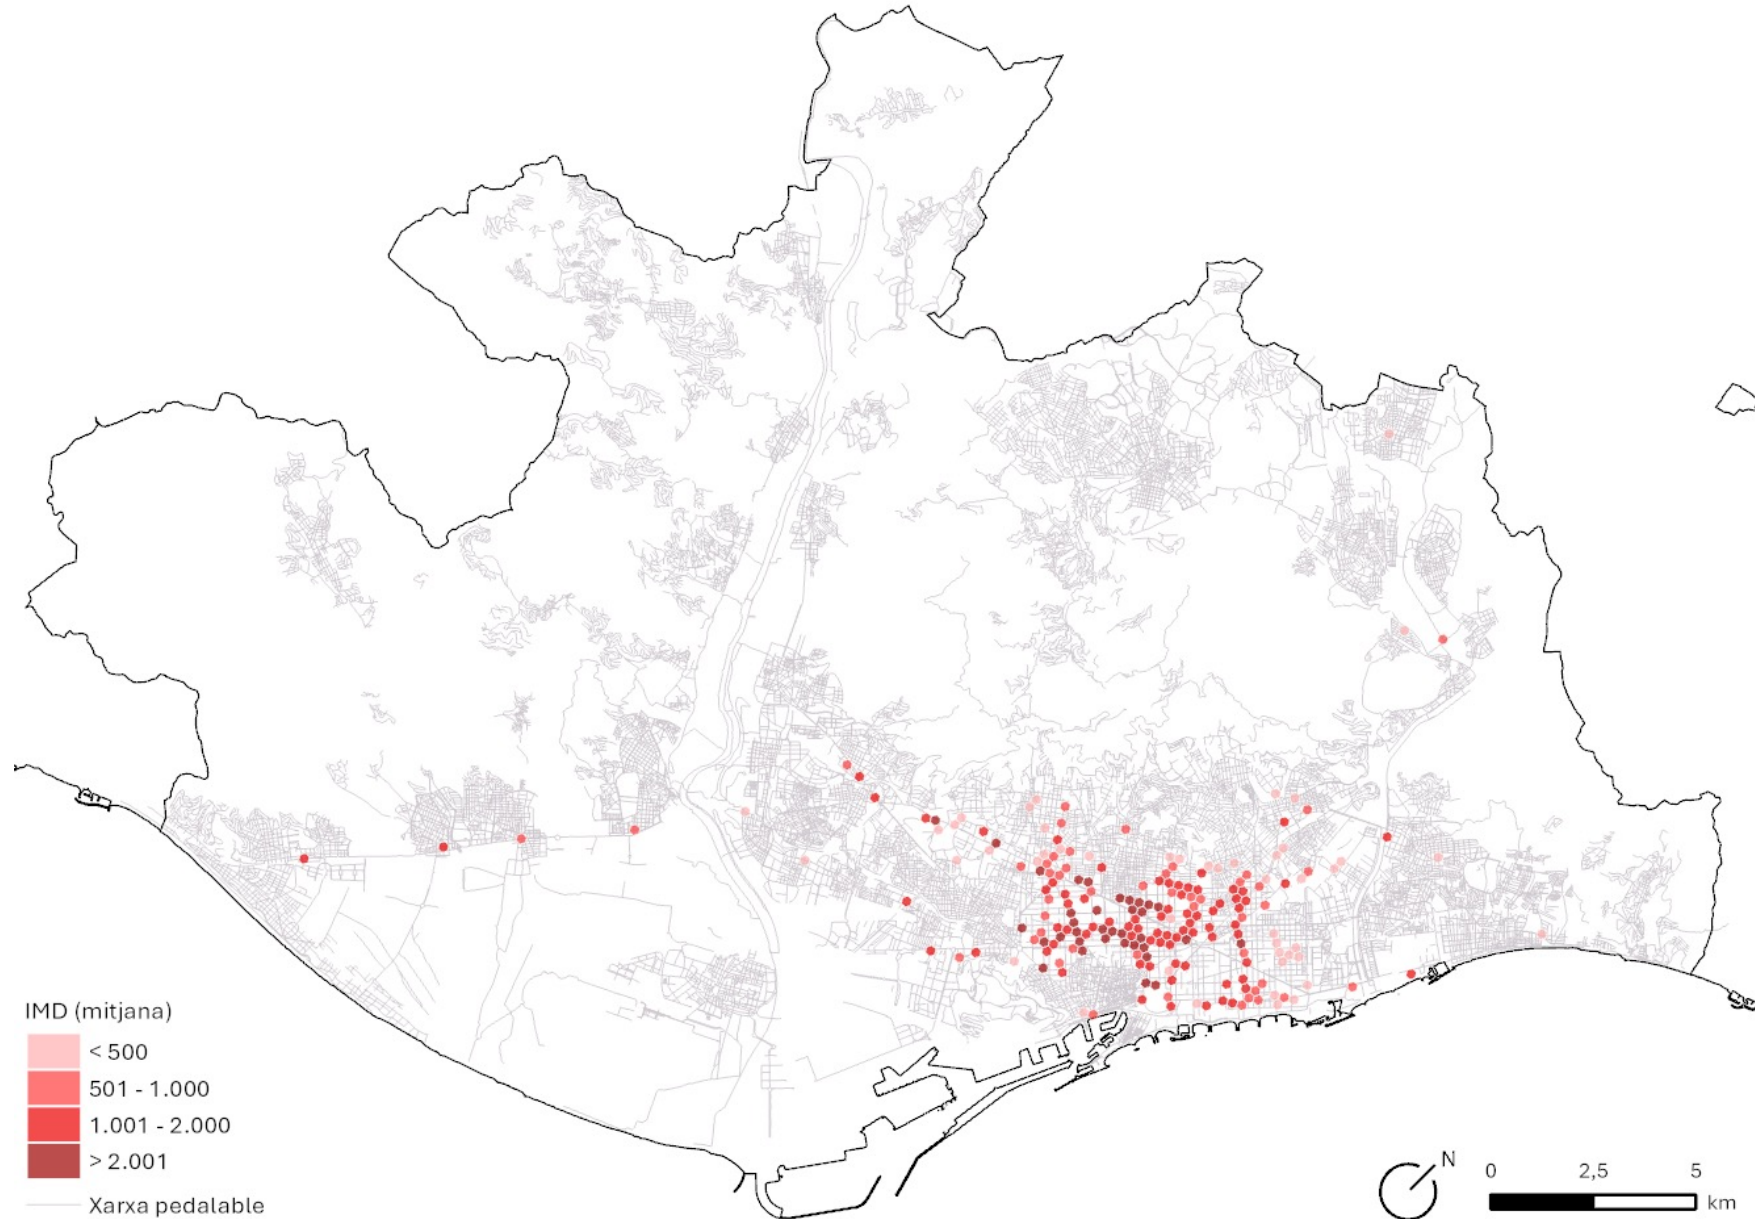 IMD (mitjana)
< 500
501 - 1.000
1.001 - 2.000
> 2.001
Xarxa pedalable
N
0 2,5 5
km